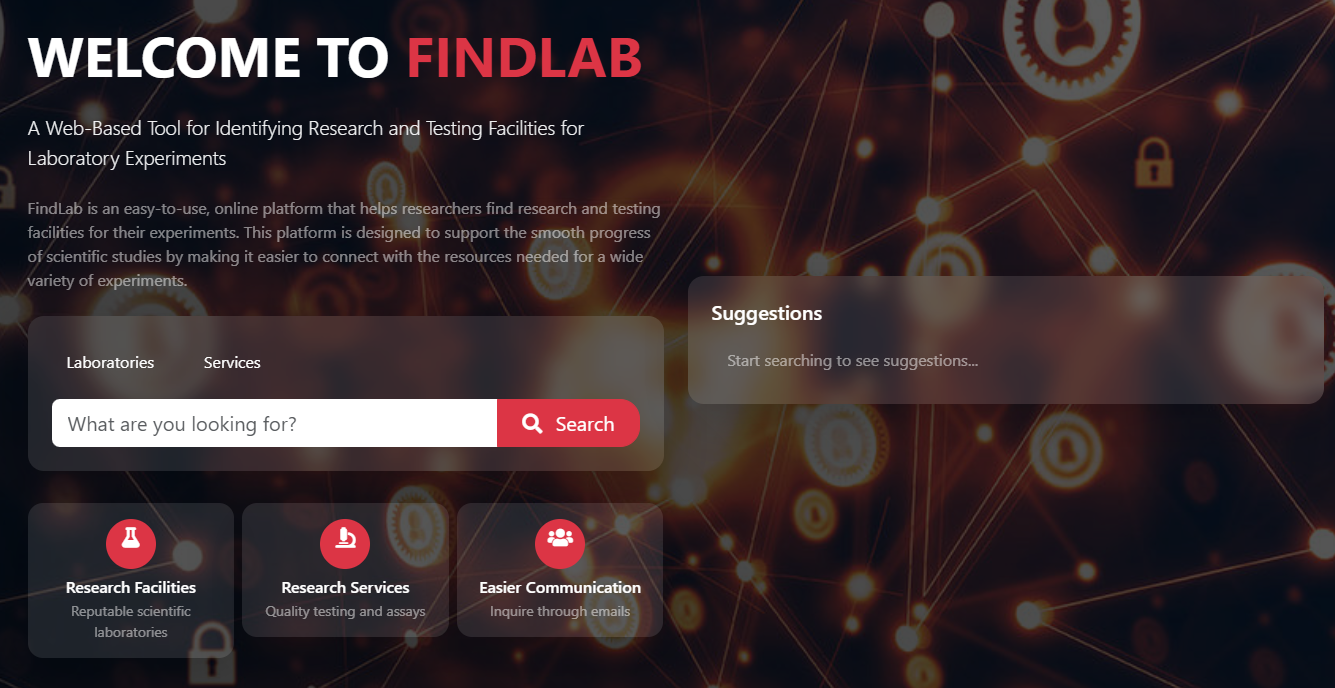 WELCOME TO FINDLAB
A Web-Based Tool for Identifying Research and Testing Facilities for
Laboratory Experiments
FindLab is an easy-to-use, online platform that helps researchers find research and testing
facilities for their experiments. This platform is designed to support the smooth progress
of scientific studies by making it easier to connect with the resources needed for a wide
variety of experiments.
Laboratories Services
What are you looking for? Search
Research Facilities
Reputable scientific
laboratories
Research Services
Quality testing and assays
Easier Communication
Inquire through emails
Suggestions
Start searching to see suggestions...